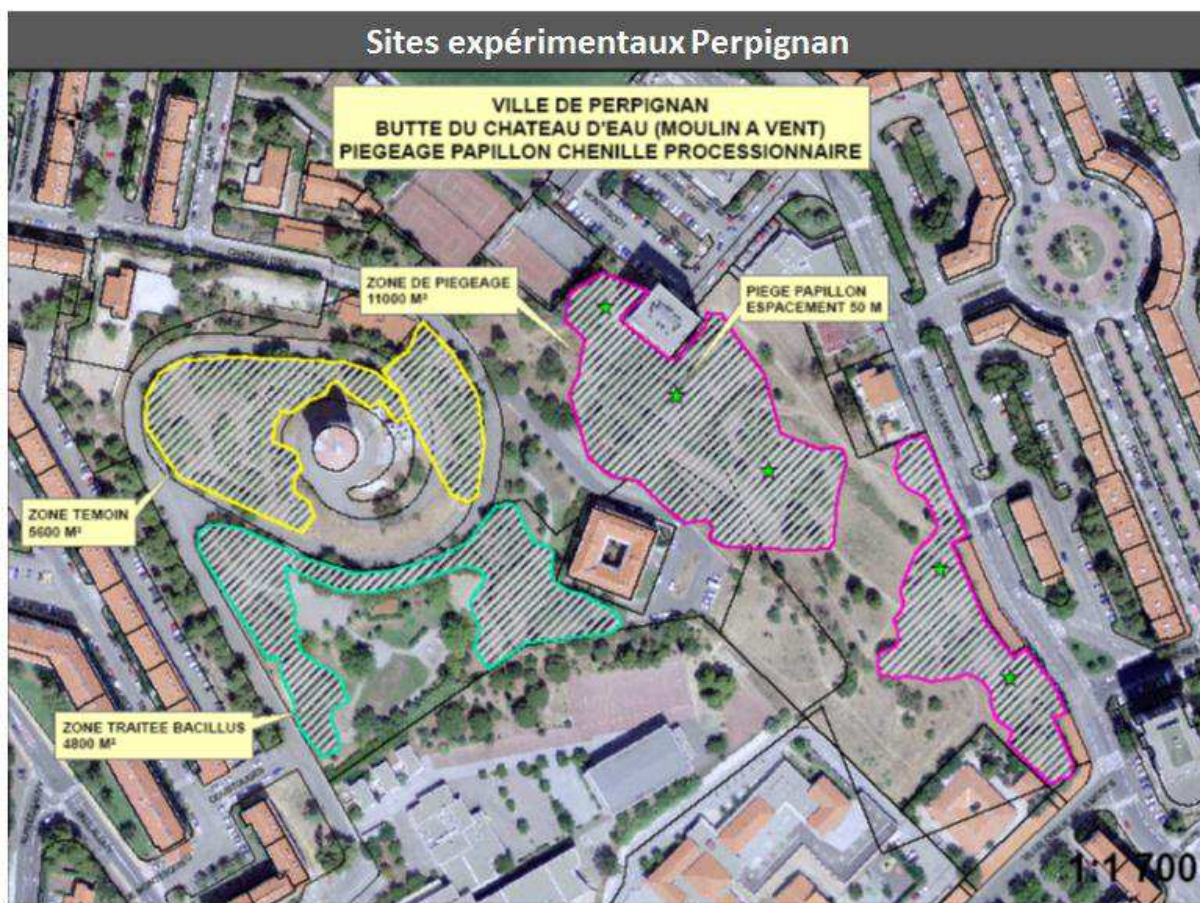 Sites expérimentaux Perpignan
VILLE DE PERPIGNAN
BUTTE DU CHATEAU D'EAU (MOULIN A VENT)
PIEGEAGE PAPILLON CHENILLE PROCESSIONNAIRE
ZONE DE PIEGEAGE
11000 M²
PIEGE PAPILLON
ESPACEMENT 50 M
ZONE TEMOIN
5600 M²
ZONE TRAITEE BACILLUS
4800 M²
1:1 700